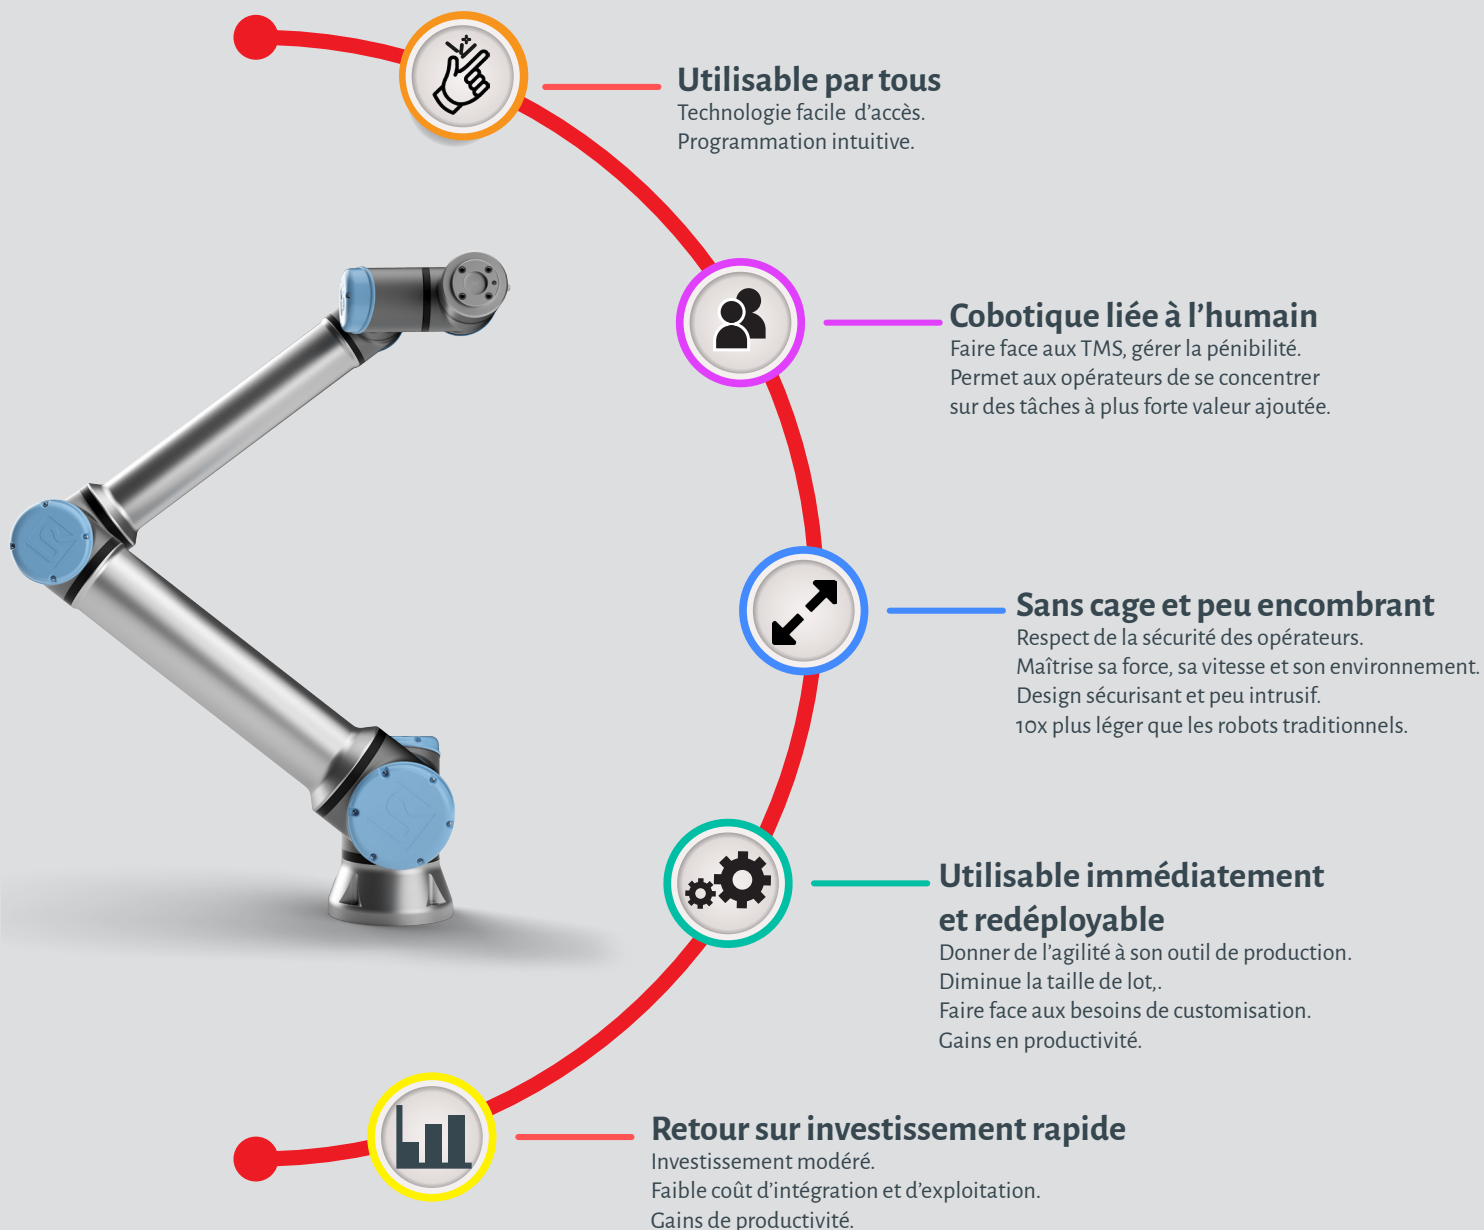 Utilisable par tous
Technologie facile d’accès.
Programmation intuitive.
Cobotique liée à l’humain
Faire face aux TMS, gérer la pénibilité.
Permet aux opérateurs de se concentrer
sur des tâches à plus forte valeur ajoutée.
Sans cage et peu encombrant
Respect de la sécurité des opérateurs.
Maîtrise sa force, sa vitesse et son environnement.
Design sécurisant et peu intrusif.
10x plus léger que les robots traditionnels.
Utilisable immédiatement
et redéployable
Donner de l’agilité à son outil de production.
Diminue la taille de lot,.
Faire face aux besoins de customisation.
Gains en productivité.
Retour sur investissement rapide
Investissement modéré.
Faible coût d’intégration et d’exploitation.
Gains de productivité.